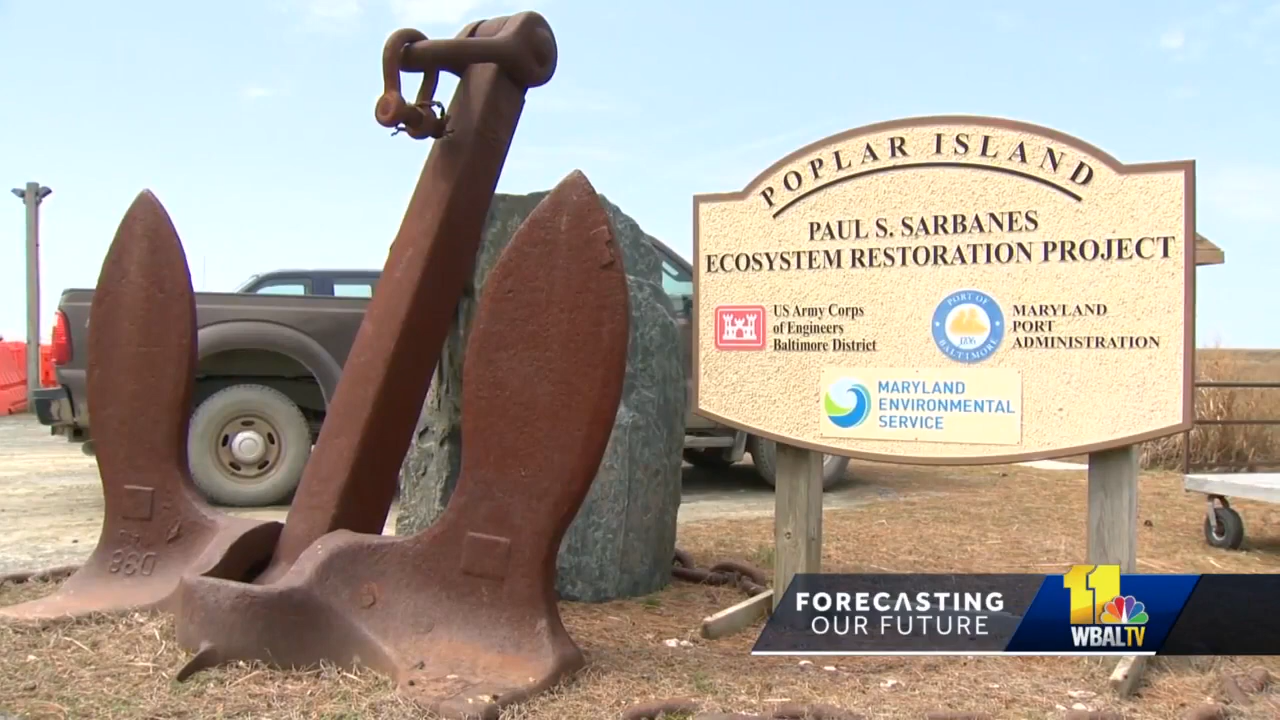 POPLAR ISLAND
PAUL S. SARBANES
ECOSYSTEM RESTORATION PROJECT
US Army Corps
of Engineers
Baltimore District
PORT OF
1706
BALTIMORE
MARYLAND
PORT
ADMINISTRATION
MARYLAND
ENVIRONMENTAL
SERVICE
FORECASTING
OUR FUTURE
11
WBALTV